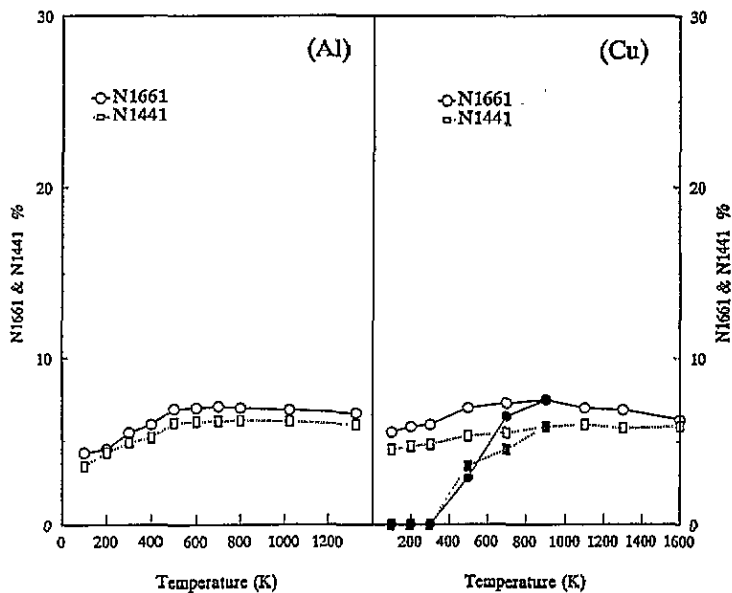 30
(Al)
(Cu)
30
N1661
N1441
N1661
N1441
20
20
N1661 & N1441 %
N1661 & N1441 %
10
10
0
0
0 200 400 600 800 1000 1200
200 400 600 800 1000 1200 1400 1600
Temperature (K)
Temperature (K)